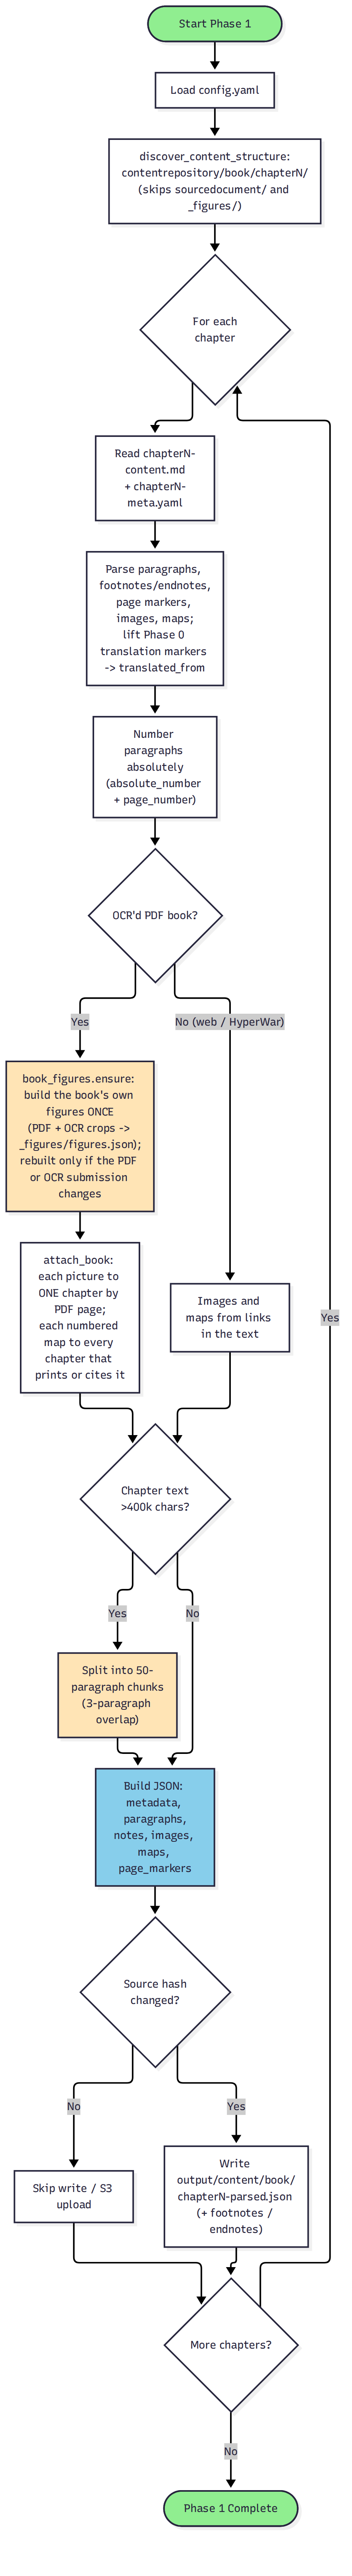 Start Phase 1
Load config.yaml
discover_content_structure:
contentrepository/book/chapterN/
(skips sourcedocument/ and
_figures/)
For each
chapter
Read chapterN-
content.md
+ chapterN-
meta.yaml
Parse paragraphs,
footnotes/endnotes,
page markers,
images, maps;
lift Phase 0
translation markers
-> translated_from
Number
paragraphs
absolutely
(absolute_number
+ page_number)
OCR'd PDF book?
Yes
No (web / HyperWar)
book_figures.ensure:
build the book's own
figures ONCE
(PDF + OCR crops ->
_figures/figures.json);
rebuilt only if the PDF
or OCR submission
changes
attach_book:
each picture to
ONE chapter by
PDF page;
each numbered
map to every
chapter that
prints or cites it
Images and
maps from links
in the text
Yes
Chapter text
>400k chars?
Yes
No
Split into 50-
paragraph chunks
(3-paragraph
overlap)
Build JSON:
metadata,
paragraphs,
notes, images,
maps,
page_markers
Source hash
changed?
No
Yes
Skip write / S3
upload
Write
output/content/book/
chapterN-parsed.json
(+ footnotes /
endnotes)
More chapters?
No
Phase 1 Complete